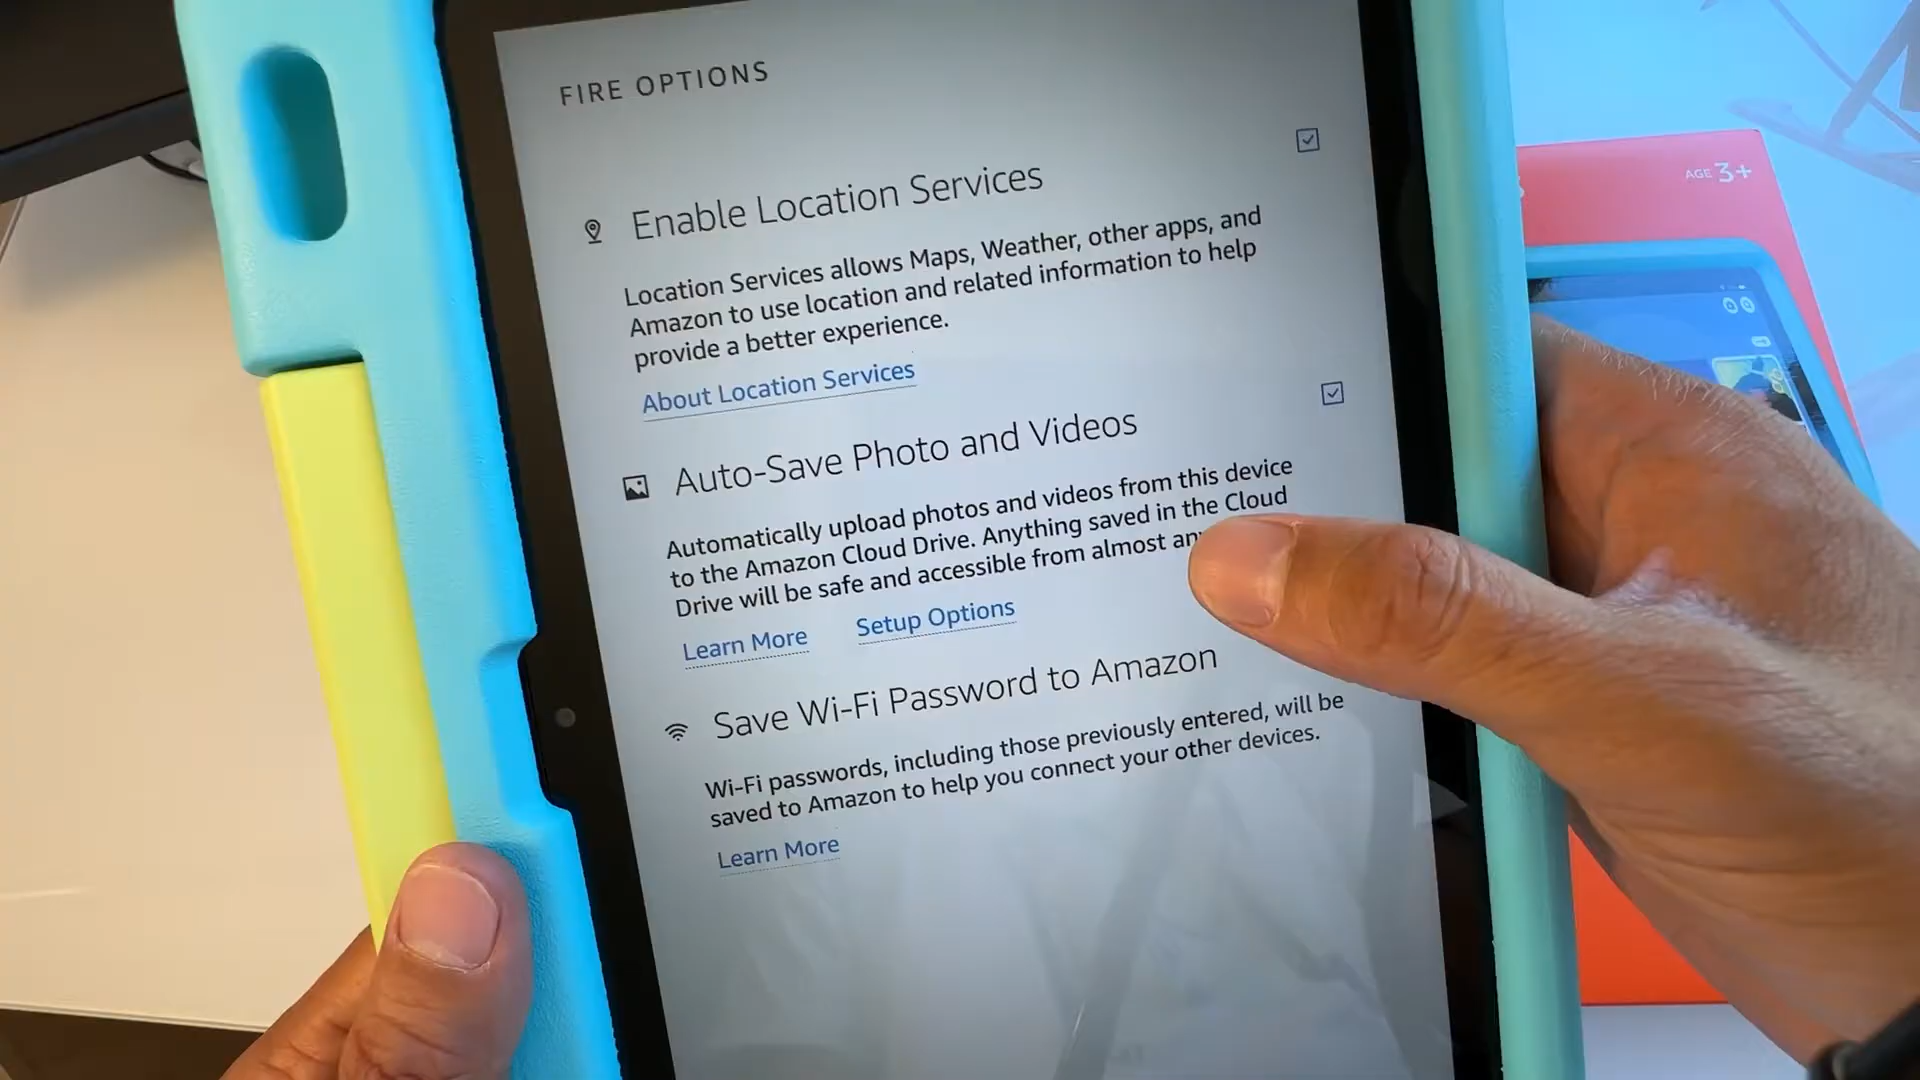 FIRE OPTIONS
Enable Location Services
Location Services allows Maps, Weather, other apps, and
Amazon to use location and related information to help
provide a better experience.
About Location Services
Auto-Save Photo and Videos
Automatically upload photos and videos from this device
to the Amazon Cloud Drive. Anything saved in the Cloud
Drive will be safe and accessible from almost
Learn More Setup Options
Save Wi-Fi Password to Amazon
Wi-Fi passwords, including those previously entered, will be
saved to Amazon to help you connect your other devices.
Learn More
AGE 3+